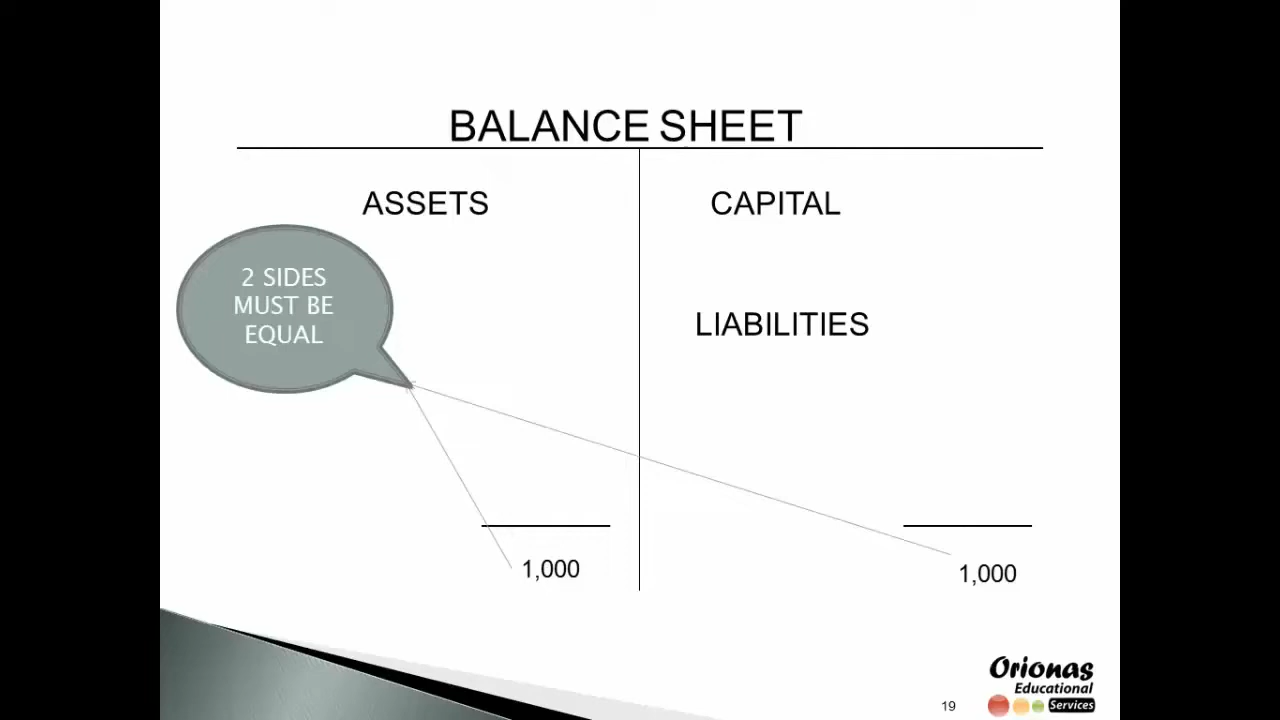 BALANCE SHEET
ASSETS
CAPITAL
2 SIDES
MUST BE
EQUAL
LIABILITIES
1,000
1,000
19
Orionas
Educational
Services